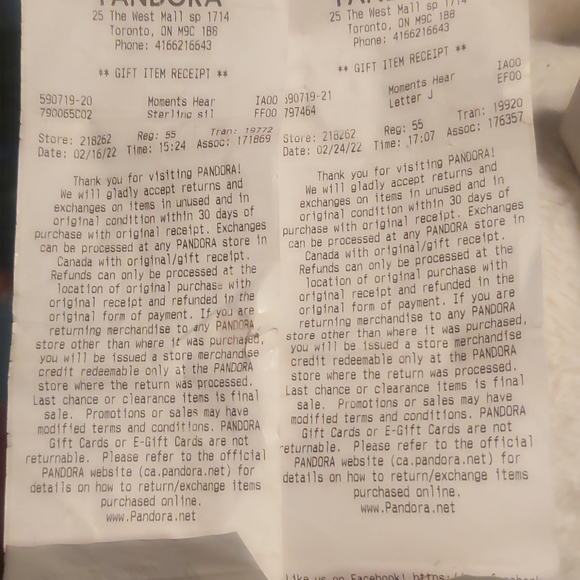 PANDORA
25 The West Mall sp 1714
Toronto, ON M9C 1B8
Phone: 4166216643
** GIFT ITEM RECEIPT **
590719-20 Moments Hear IA00
790065C02 Sterling sil FF00
Store: 218262 Reg: 55 Tran: 19772
Date: 02/16/22 Time: 15:24 Assoc: 171869
Thank you for visiting PANDORA!
We will gladly accept returns and
exchanges on items in unused and in
original condition within 30 days of
purchase with original receipt. Exchanges
can be processed at any PANDORA store in
Canada with original/gift receipt.
Refunds can only be processed at the
location of original purchase with
original receipt and refunded in the
original form of payment. If you are
returning merchandise to any PANDORA
store other than where it was purchased,
you will be issued a store merchandise
credit redeemable only at the PANDORA
store where the return was processed.
Last chance or clearance items is final
sale. Promotions or sales may have
modified terms and conditions. PANDORA
Gift Cards or E-Gift Cards are not
returnable. Please refer to the official
PANDORA website (ca.pandora.net) for
details on how to return/exchange items
purchased online.
www.Pandora.net
25 The West Mall sp 1714
Toronto, ON M9C 1B8
Phone: 4166216643
** GIFT ITEM RECEIPT **
590719-21 Moments Hear IA00
797464 Letter J EF00
Store: 218262 Reg: 55 Tran: 19920
Date: 02/24/22 Time: 17:07 Assoc: 176357
Thank you for visiting PANDORA!
We will gladly accept returns and
exchanges on items in unused and in
original condition within 30 days of
purchase with original receipt. Exchanges
can be processed at any PANDORA store in
Canada with original/gift receipt.
Refunds can only be processed at the
location of original purchase with
original receipt and refunded in the
original form of payment. If you are
returning merchandise to any PANDORA
store other than where it was purchased,
you will be issued a store merchandise
credit redeemable only at the PANDORA
store where the return was processed.
Last chance or clearance items is final
sale. Promotions or sales may have
modified terms and conditions. PANDORA
Gift Cards or E-Gift Cards are not
returnable. Please refer to the official
PANDORA website (ca.pandora.net) for
details on how to return/exchange items
purchased online.
www.Pandora.net
like us on Facebook!